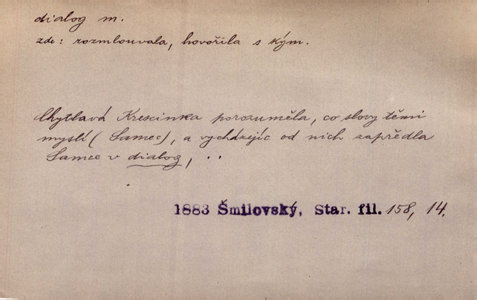 dialog m.
zde: rozmlouvala, hovořila s kým.
Chytlavá Krescinka porozuměla, co slovy těmi
myslí (Samec), a vycházejíc od nich zapředla
Samce v dialog, ..
1883 Šmilovský, Star. fil. 158, 14.